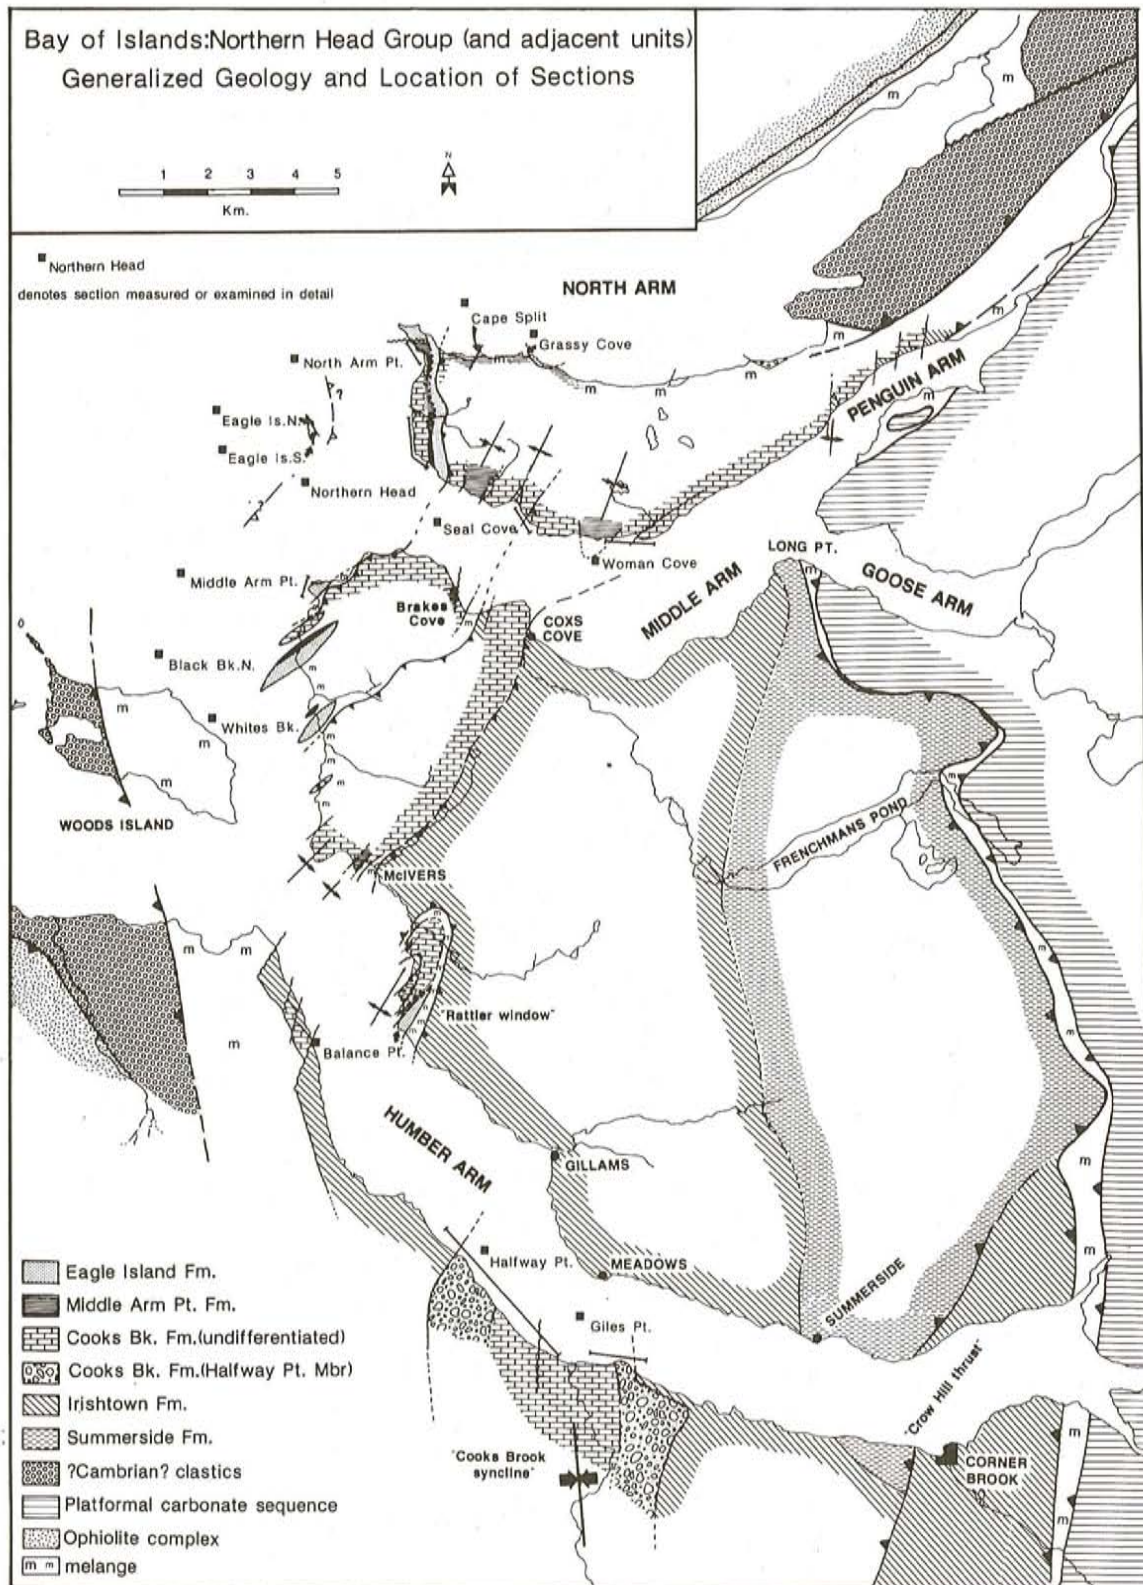 Bay of Islands:Northern Head Group (and adjacent units)
Generalized Geology and Location of Sections
1 2 3 4 5
Km.
N
Northern Head
denotes section measured or examined in detail
NORTH ARM
Cape Split
Grassy Cove
North Arm Pt.
PENGUIN ARM
Eagle Is.N.
Eagle Is.S.
Northern Head
Seal Cove
Woman Cove
LONG PT.
GOOSE ARM
MIDDLE ARM
Middle Arm Pt.
Brakes
Cove
COXS
COVE
Black Bk.N.
Whites Bk.
WOODS ISLAND
FRENCHMANS POND
McIVERS
"Rattler window"
Balance Pt.
HUMBER ARM
GILLAMS
Halfway Pt.
MEADOWS
SUMMERSIDE
Giles Pt.
"Crow Hill thrust"
"Cooks Brook
syncline"
CORNER
BROOK
Eagle Island Fm.
Middle Arm Pt. Fm.
Cooks Bk. Fm.(undifferentiated)
Cooks Bk. Fm.(Halfway Pt. Mbr)
Irishtown Fm.
Summerside Fm.
?Cambrian? clastics
Platformal carbonate sequence
Ophiolite complex
m m melange